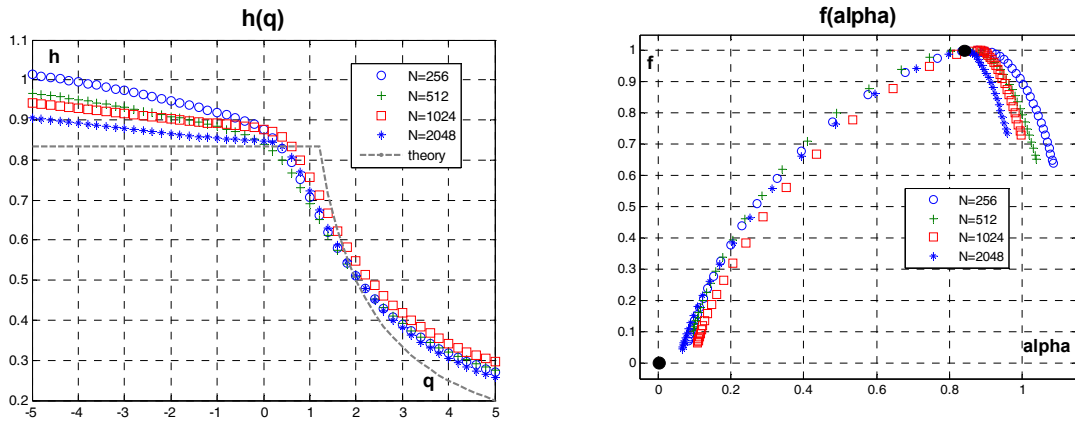 h(q)
h
1.1
1
0.9
0.8
0.7
0.6
0.5
0.4
0.3
0.2
N=256
N=512
N=1024
N=2048
theory
q
-5 -4 -3 -2 -1 0 1 2 3 4 5
f(alpha)
f
1
0.9
0.8
0.7
0.6
0.5
0.4
0.3
0.2
0.1
0
N=256
N=512
N=1024
N=2048
alpha
0 0.2 0.4 0.6 0.8 1